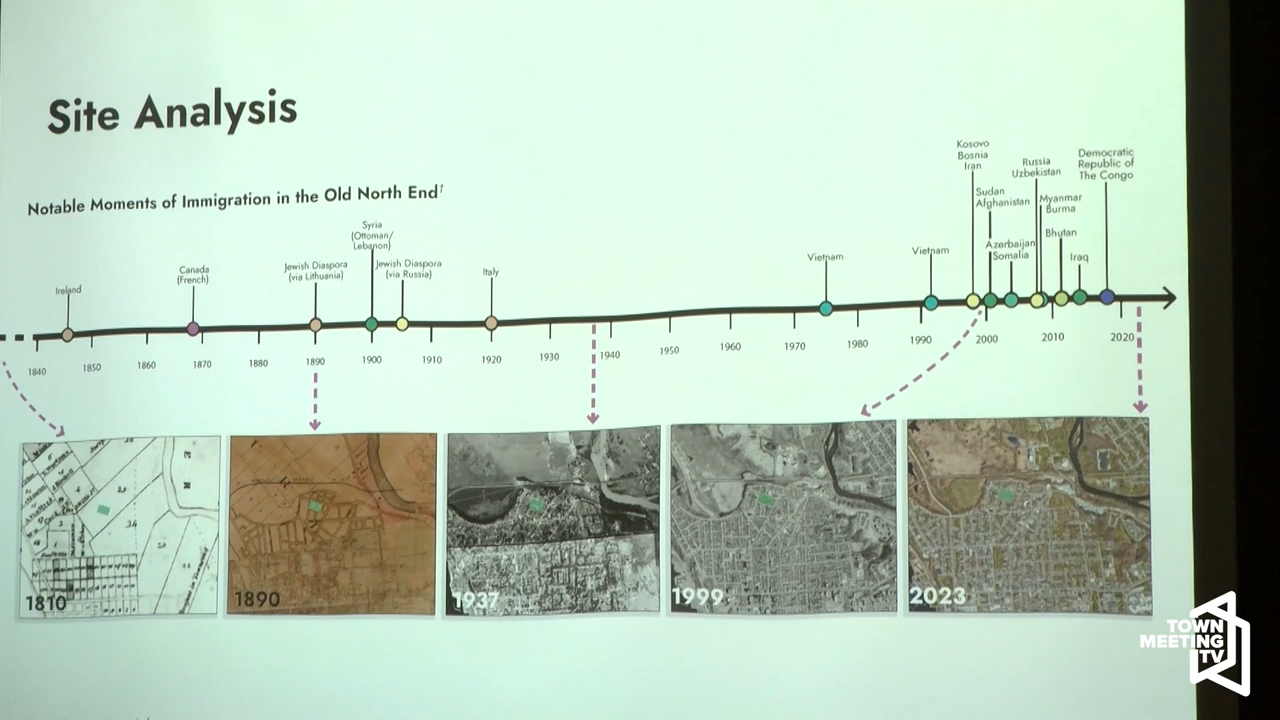 Site Analysis
Notable Moments of Immigration in the Old North End
Ireland
Canada
(French)
Jewish Diaspora
(via Lithuania)
Syria
(Ottoman/
Lebanon)
Jewish Diaspora
(via Russia)
Italy
Vietnam
Vietnam
Kosovo
Bosnia
Iran
Sudan
Afghanistan
Azerbaijan
Somalia
Russia
Uzbekistan
Myanmar
Burma
Bhutan
Iraq
Democratic
Republic of
The Congo
1840
1850
1860
1870
1880
1890
1900
1910
1920
1930
1940
1950
1960
1970
1980
1990
2000
2010
2020
1810
1890
1937
1999
2023
TOWN
MEETING
TV